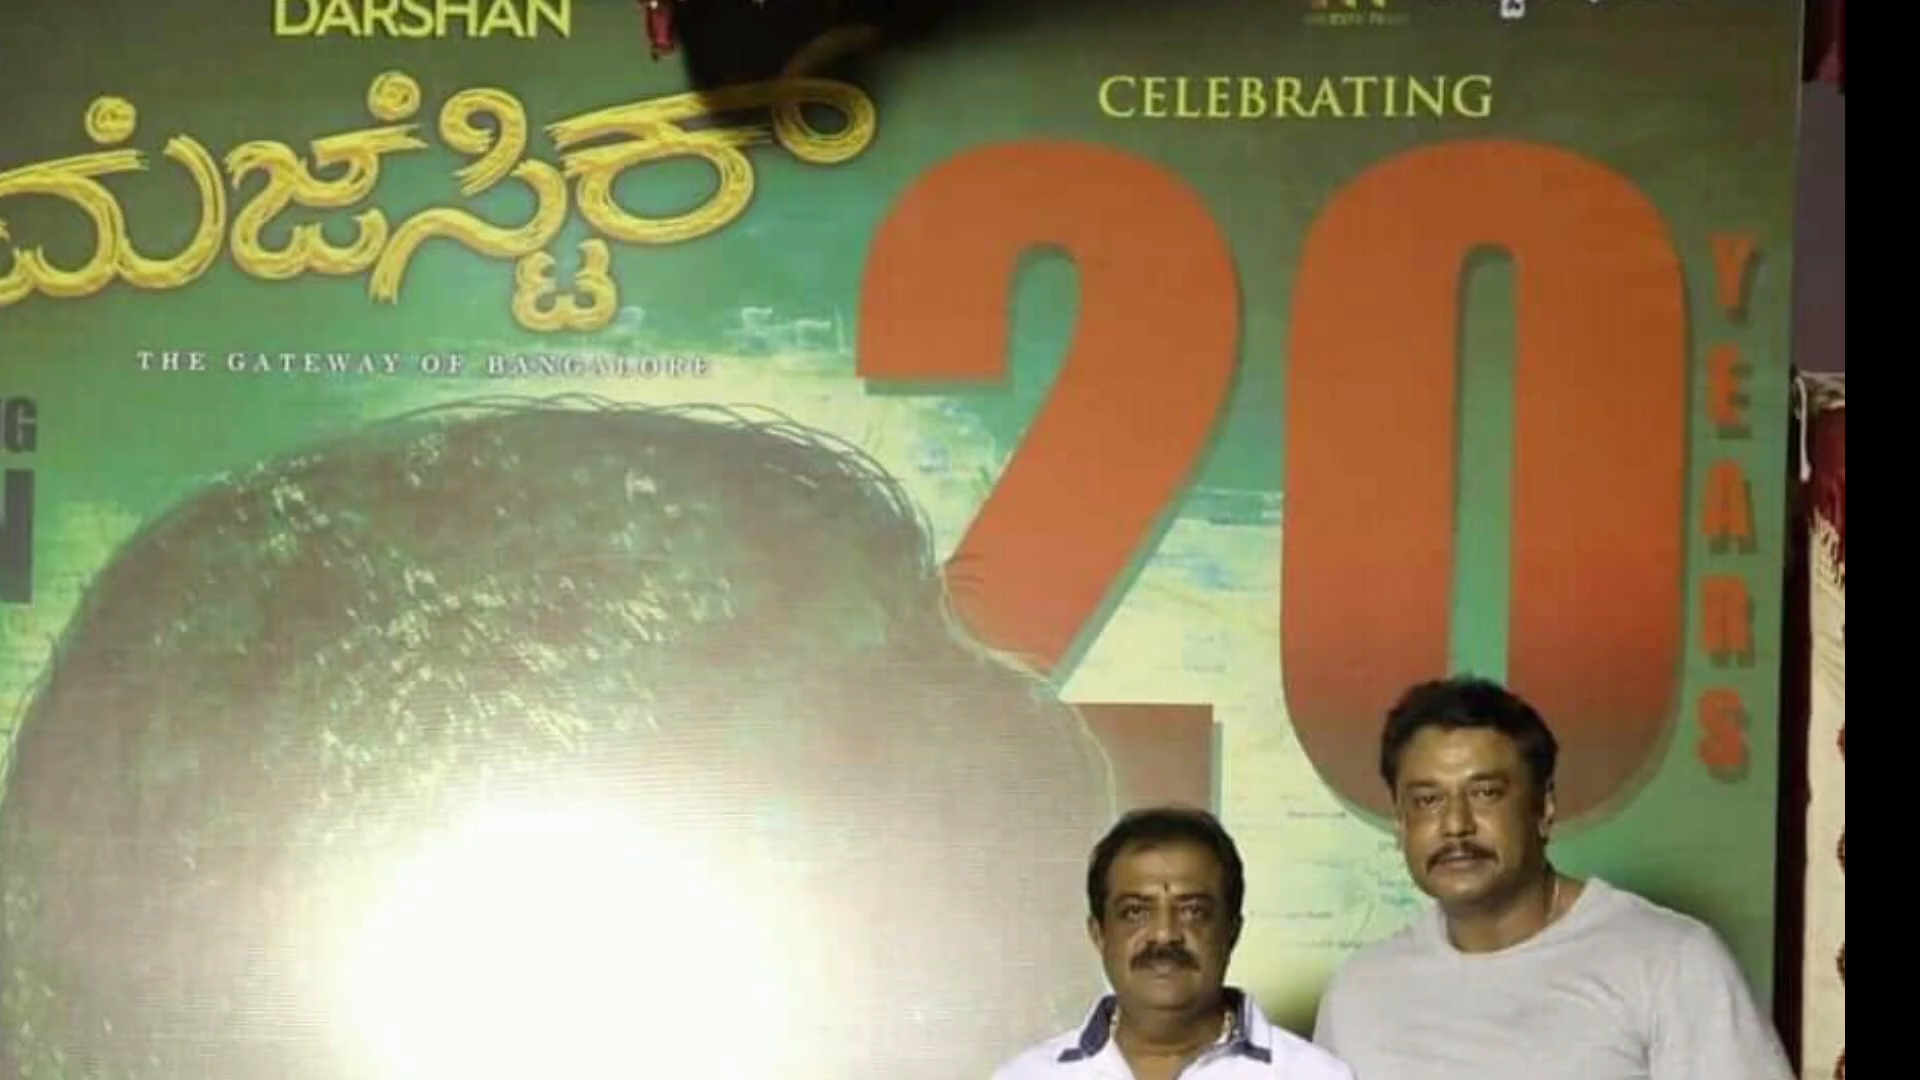 DARSHAN
ಮೆಜೆಸ್ಟಿಕ್
THE GATEWAY OF BANGALORE
CELEBRATING
20
YEARS